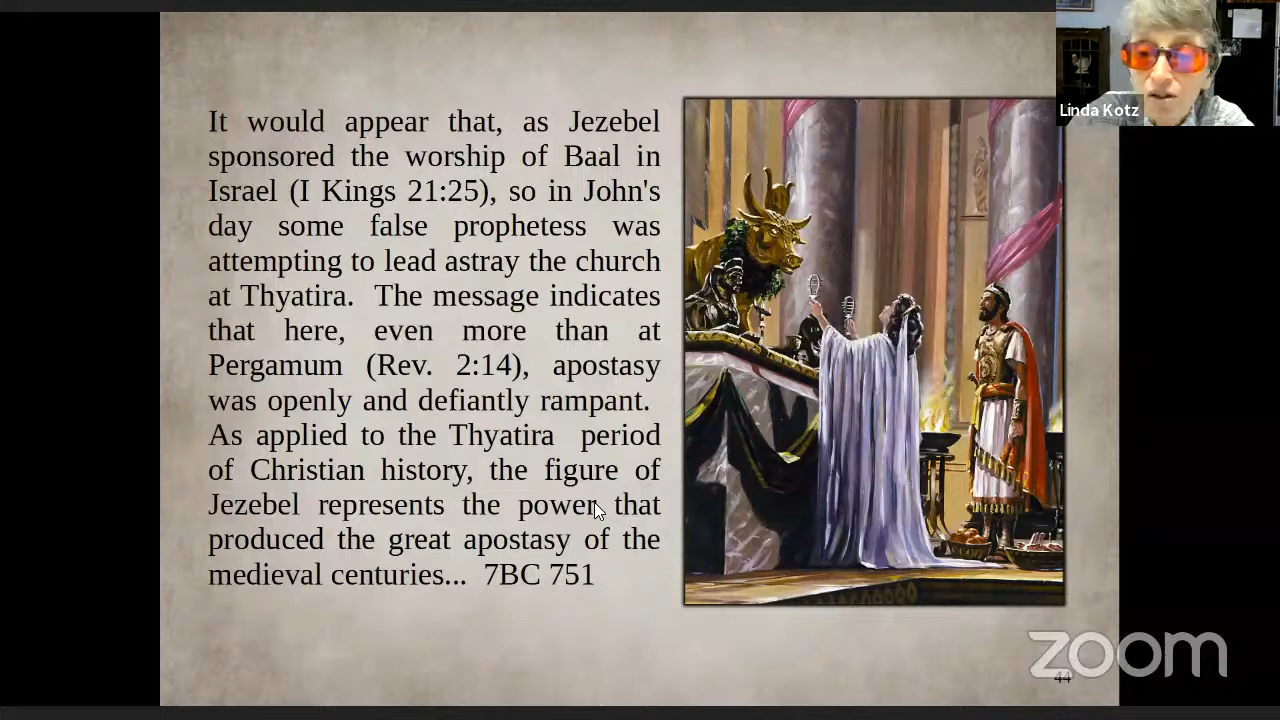 Linda Kotz
It would appear that, as Jezebel
sponsored the worship of Baal in
Israel (I Kings 21:25), so in John's
day some false prophetess was
attempting to lead astray the church
at Thyatira. The message indicates
that here, even more than at
Pergamum (Rev. 2:14), apostasy
was openly and defiantly rampant.
As applied to the Thyatira period
of Christian history, the figure of
Jezebel represents the power that
produced the great apostasy of the
medieval centuries... 7BC 751
zoom
44